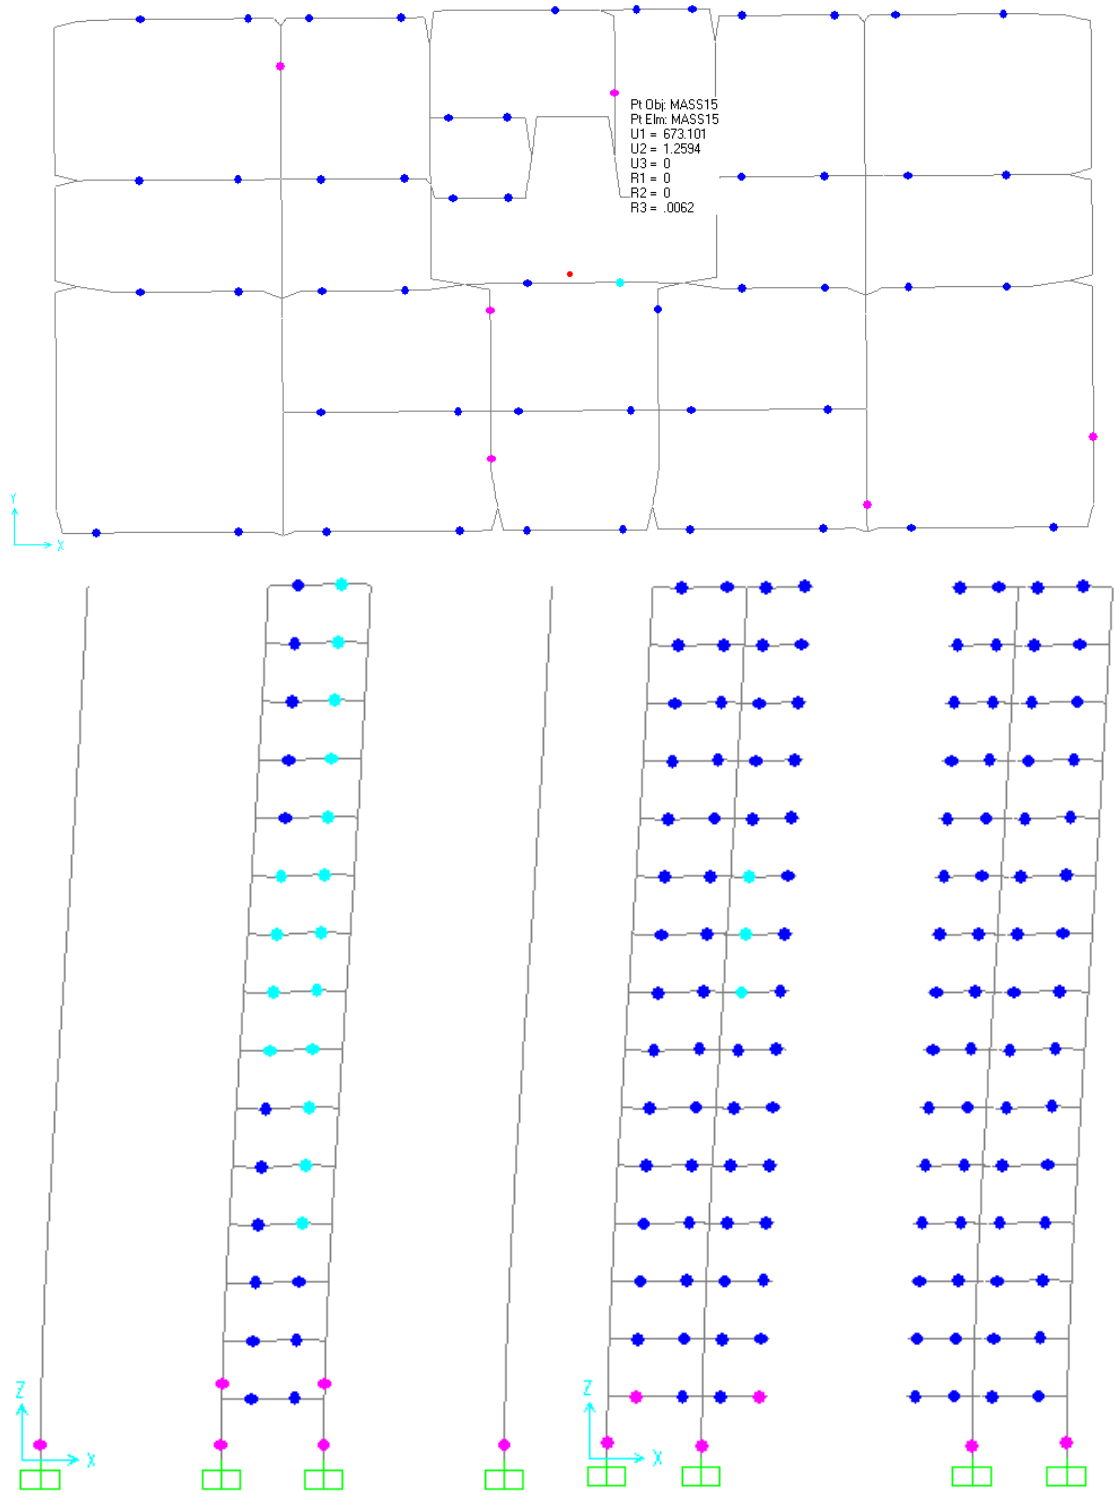 Pt Obj: MASS15
Pt Elm: MASS15
U1 = 673.101
U2 = 1.2594
U3 = 0
R1 = 0
R2 = 0
R3 = .0062
Y
X
Z
X
Z
X